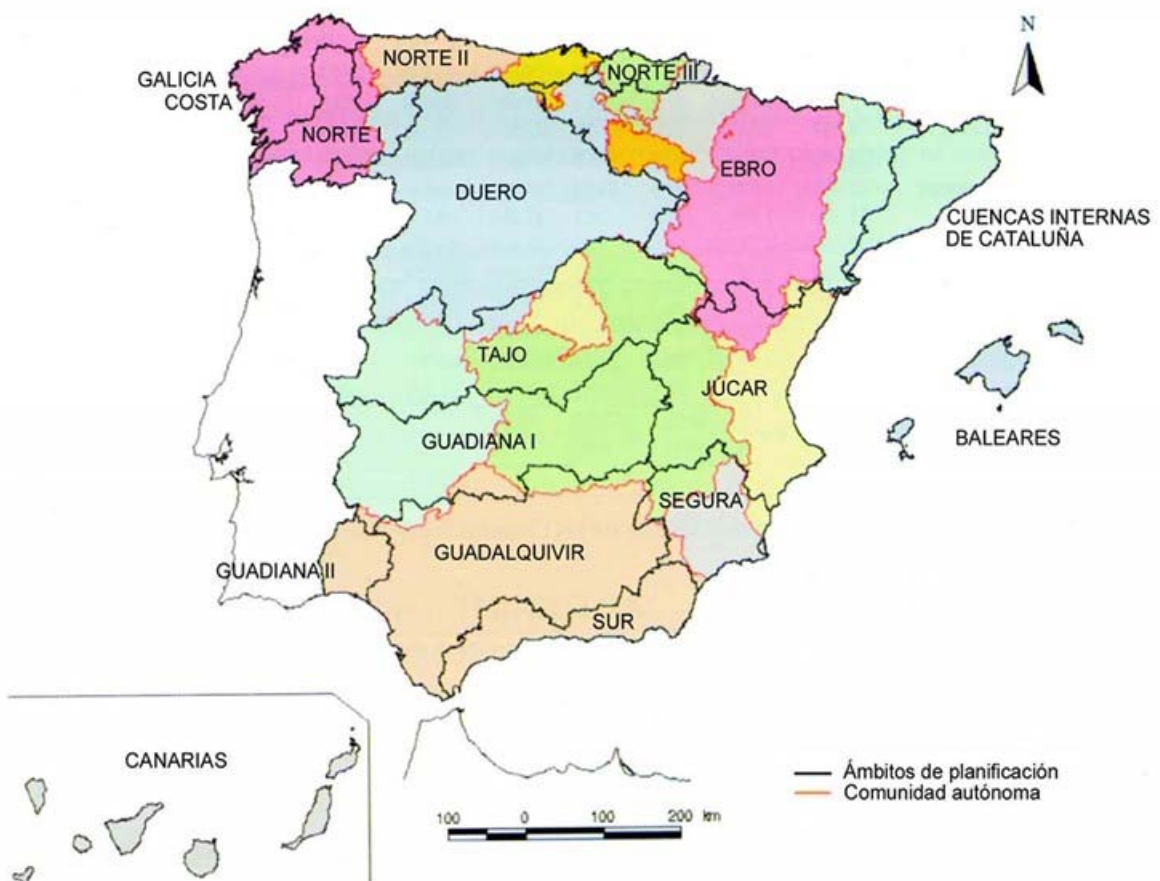 N
NORTE II
NORTE III
GALICIA
COSTA
NORTE I
EBRO
DUERO
CUENCAS INTERNAS
DE CATALUÑA
TAJO
JÚCAR
BALEARES
GUADIANA I
SEGURA
GUADALQUIVIR
GUADIANA II
SUR
CANARIAS
Ámbitos de planificación
Comunidad autónoma
100 0 100 200 km